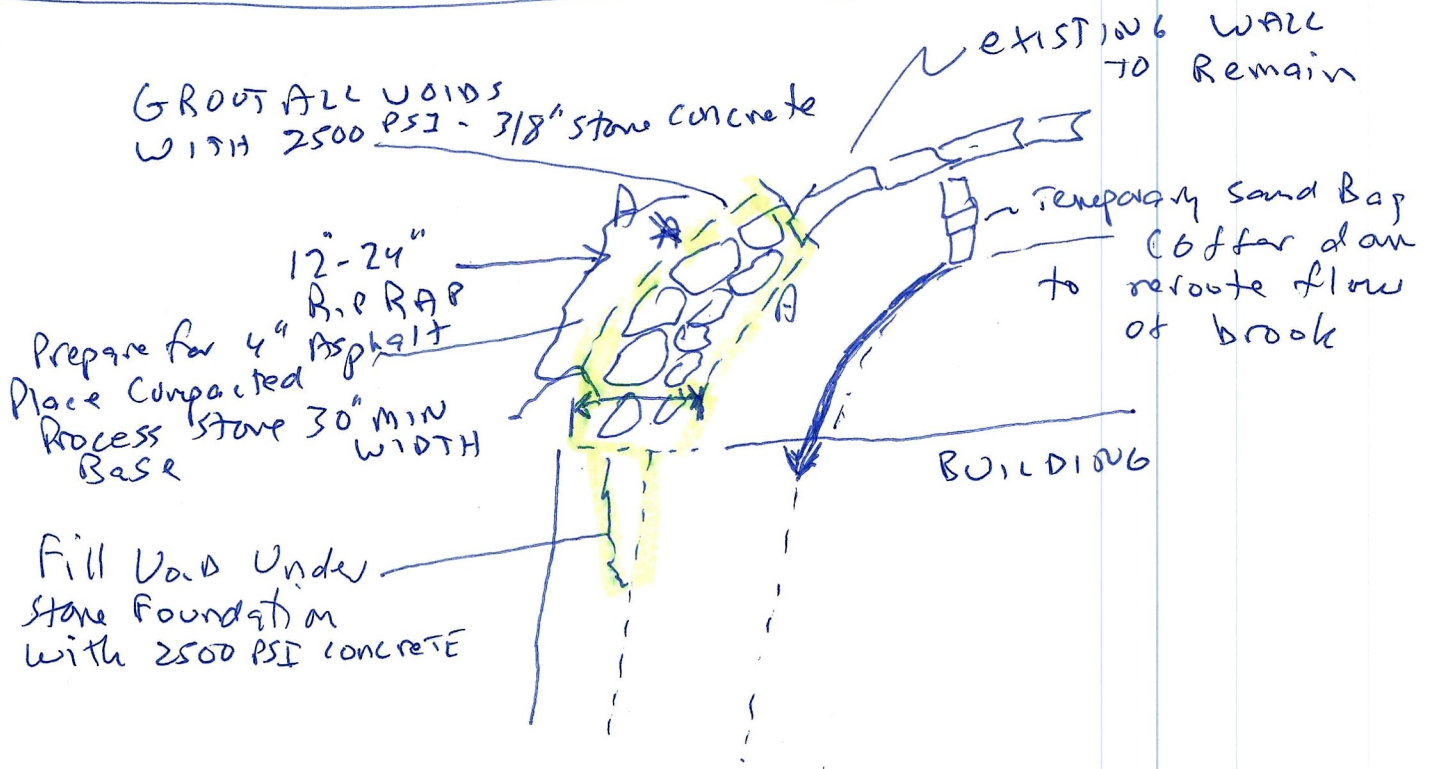 EXISTING WALL
TO Remain
GROUT ALL VOIDS
WITH 2500 PSI - 3/8" stone concrete
A
A
12"-24"
RIP RAP
Temporary Sand Bag
Coffer dam
to reroute flow
of brook
Prepare for 4" Asphalt
Place Compacted
Process Stone
Base
30" MIN
WIDTH
BUILDING
Fill Void Under
Stone Foundation
With 2500 PSI CONCRETE